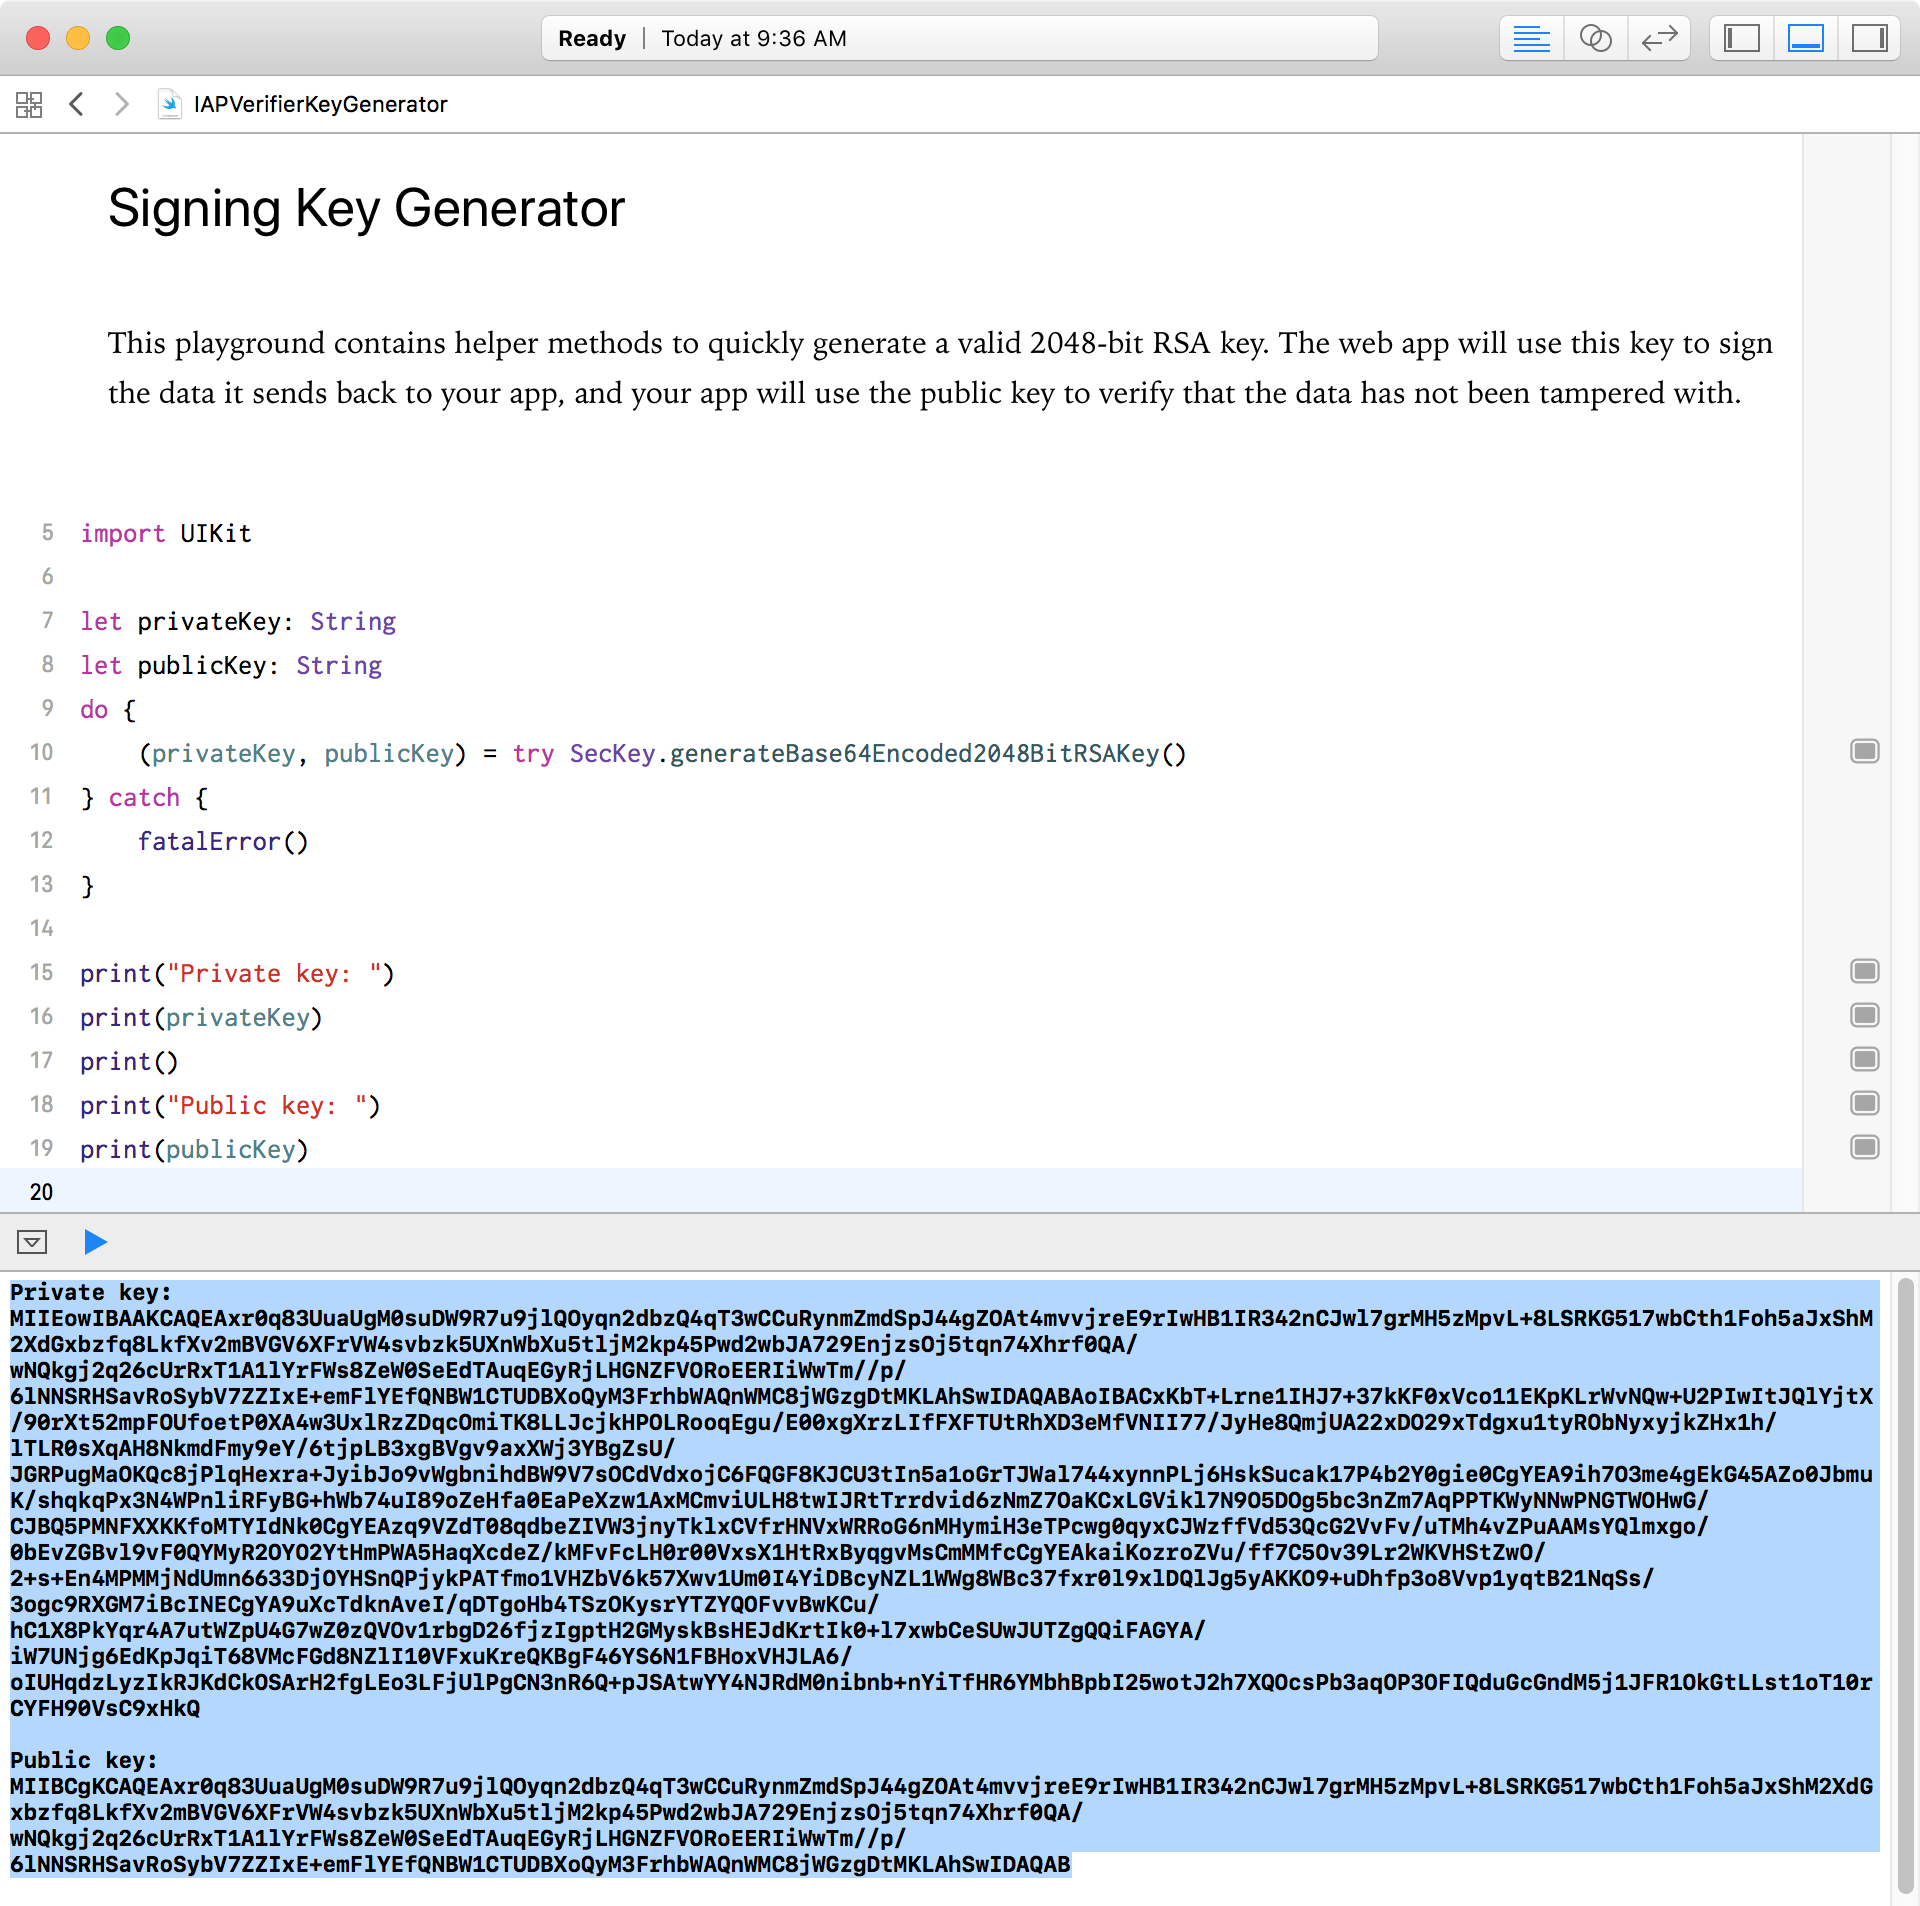 Ready | Today at 9:36 AM
IAPVerifierKeyGenerator
Signing Key Generator
This playground contains helper methods to quickly generate a valid 2048-bit RSA key. The web app will use this key to sign
the data it sends back to your app, and your app will use the public key to verify that the data has not been tampered with.
5 import UIKit
6
7 let privateKey: String
8 let publicKey: String
9 do {
10     (privateKey, publicKey) = try SecKey.generateBase64Encoded2048BitRSAKey()
11 } catch {
12     fatalError()
13 }
14
15 print("Private key: ")
16 print(privateKey)
17 print()
18 print("Public key: ")
19 print(publicKey)
20
Private key:
MIIEowIBAAKCAQEAxr0q83UuaUgM0suDW9R7u9jlQOyqn2dbzQ4qT3wCCuRynmZmdSpJ44gZOAt4mvvjreE9rIwHB1IR342nCJwl7grMH5zMpvL+8LSRKG517wbCth1Foh5aJxShM
2XdGxbzfq8LkfXv2mBVGV6XFrVW4svbzk5UXnWbXu5tljM2kp45Pwd2wbJA729EnjzsOj5tqn74Xhrf0QA/
wNQkgj2q26cUrRxT1A1lYrFWs8ZeW0SeEdTAuqEGyRjLHGNZFVORoEERIiWwTm//p/
6lNNSRHSavRoSybV7ZZIxE+emFlYEfQNBW1CTUDBXoQyM3FrhbWAQnWMC8jWGzgDtMKLAhSwIDAQABAoIBACxKbT+Lrne1IHJ7+37kKF0xVco11EKpKLrWvNQw+U2PIwItJQlYjtX
/90rXt52mpFOUfoetP0XA4w3UxlRzZDqcOmiTK8LLJcjkHPOLRooqEgu/E00xgXrzLIfFXFTUtRhXD3eMfVNII77/JyHe8QmjUA22xDO29xTdgxu1tyRObNyxyjkZHx1h/
lTLR0sXqAH8NkmdFmy9eY/6tjpLB3xgBVgv9axXWj3YBgZsU/
JGRPugMaOKQc8jPlqHexra+JyibJo9vWgbnihdBW9V7sOCdVdxojC6FQGF8KJCU3tIn5a1oGrTJWal744xynnPLj6HskSucak17P4b2Y0gie0CgYEA9ih7O3me4gEkG45AZo0Jbmu
K/shqkqPx3N4WPnliRFyBG+hWb74uI89oZeHfa0EaPeXzw1AxMCmviULH8twIJRtTrrdvid6zNmZ7OaKCxLGVikl7N9O5DOg5bc3nZm7AqPPTKWyNNwPNGTWOHwG/
CJBQ5PMNFXXKKfoMTYIdNk0CgYEAzq9VZdT08qdbeZIVW3jnyTklxCVfrHNVxWRRoG6nMHymiH3eTPcwg0qyxCJWzffVd53QcG2VvFv/uTMh4vZPuAAMsYQlmxgo/
0bEvZGBvl9vF0QYMyR2OYO2YtHmPWA5HaqXcdeZ/kMFvFcLH0r00VxsX1HtRxByqgvMsCmMMfcCgYEAkaiKozroZVu/ff7C5Ov39Lr2WKVHStZwO/
2+s+En4MPMMjNdUmn6633DjOYHSnQPjykPATfmo1VHZbV6k57Xwv1Um0I4YiDBcyNZL1WWg8WBc37fxr0l9xlDQlJg5yAKKO9+uDhfp3o8Vvp1yqtB21NqSs/
3ogc9RXGM7iBcINECgYA9uXcTdknAveI/qDTgoHb4TSzOKysrYTZYQOFvvBwKCu/
hC1X8PkYqr4A7utWZpU4G7wZ0zQVOv1rbgD26fjzIgptH2GMyskBsHEJdKrtIk0+l7xwbCeSUwJUTZgQQiFAGYA/
iW7UNjg6EdKpJqiT68VMcFGd8NZlI10VFxuKreQKBgF46YS6N1FBHoxVHJLA6/
oIUHqdzLyzIkRJKdCkOSArH2fgLEo3LFjUlPgCN3nR6Q+pJSAtwYY4NJRdM0nibnb+nYiTfHR6YMbhBpbI25wotJ2h7XQOcsPb3aqOP3OFIQduGcGndM5j1JFR1OkGtLLst1oT10r
CYFH90VsC9xHkQ
Public key:
MIIBCgKCAQEAxr0q83UuaUgM0suDW9R7u9jlQOyqn2dbzQ4qT3wCCuRynmZmdSpJ44gZOAt4mvvjreE9rIwHB1IR342nCJwl7grMH5zMpvL+8LSRKG517wbCth1Foh5aJxShM2XdG
xbzfq8LkfXv2mBVGV6XFrVW4svbzk5UXnWbXu5tljM2kp45Pwd2wbJA729EnjzsOj5tqn74Xhrf0QA/
wNQkgj2q26cUrRxT1A1lYrFWs8ZeW0SeEdTAuqEGyRjLHGNZFVORoEERIiWwTm//p/
6lNNSRHSavRoSybV7ZZIxE+emFlYEfQNBW1CTUDBXoQyM3FrhbWAQnWMC8jWGzgDtMKLAhSwIDAQAB